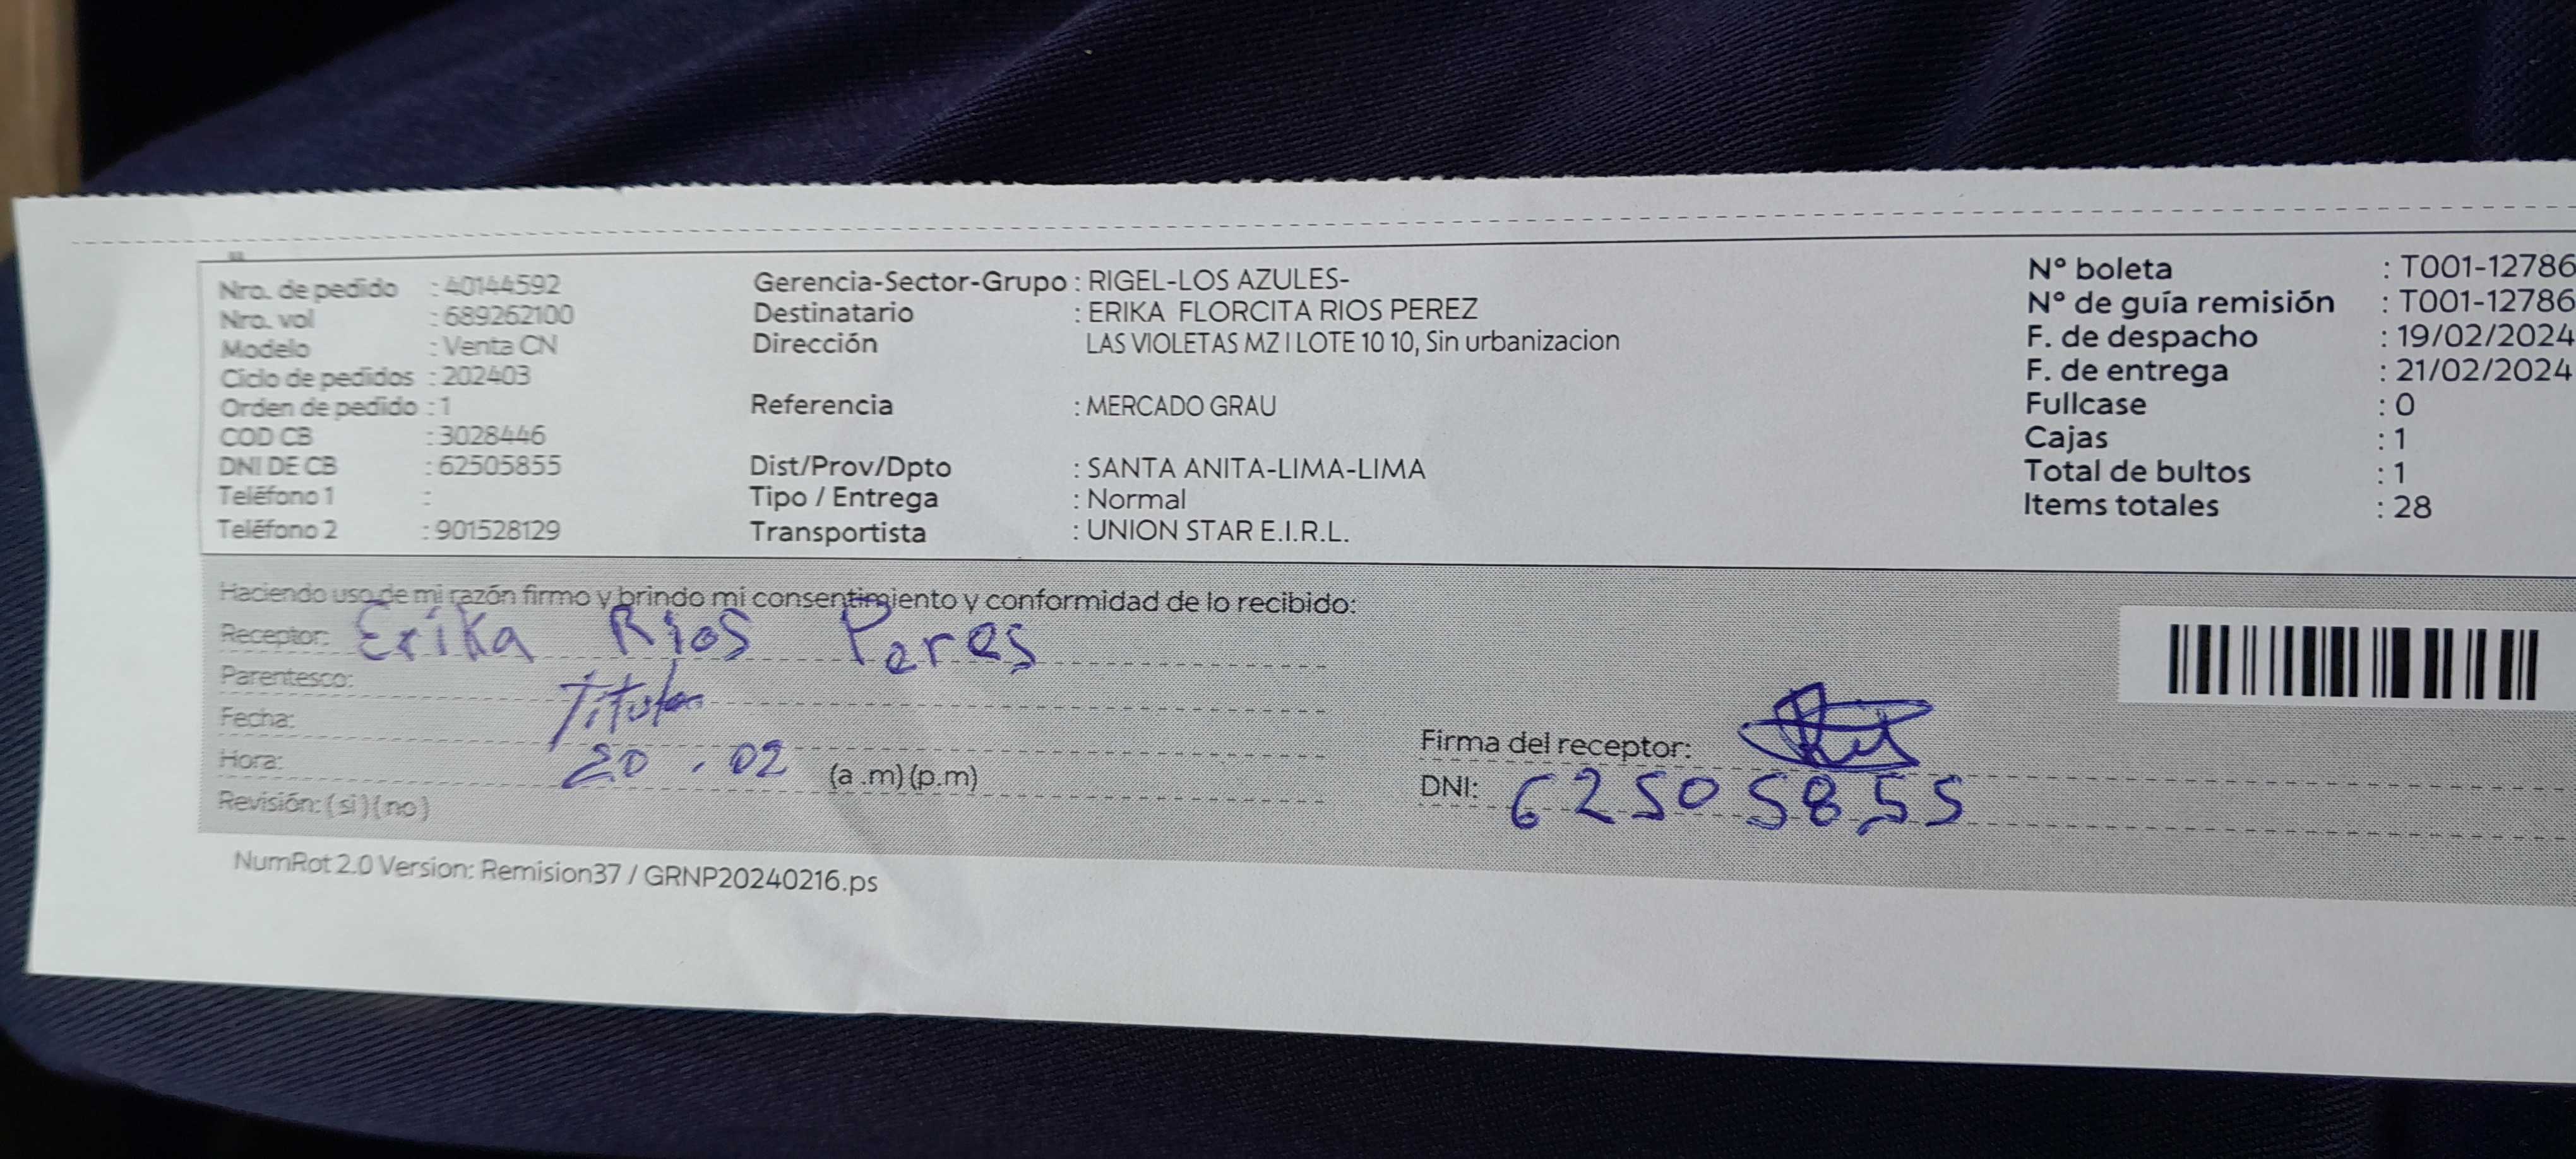 Nro. de pedido : 40144592
Nro. vol : 689262100
Modelo : Venta CN
Ciclo de pedidos : 202403
Orden de pedido : 1
COD CB : 3028446
DNI DE CB : 62505855
Teléfono 1 :
Teléfono 2 : 901528129
Gerencia-Sector-Grupo : RIGEL-LOS AZULES-
Destinatario : ERIKA FLORCITA RIOS PEREZ
Dirección LAS VIOLETAS MZ I LOTE 10 10, Sin urbanizacion
Referencia : MERCADO GRAU
Dist/Prov/Dpto : SANTA ANITA-LIMA-LIMA
Tipo / Entrega : Normal
Transportista : UNION STAR E.I.R.L.
N° boleta : T001-12786
N° de guía remisión : T001-12786
F. de despacho : 19/02/2024
F. de entrega : 21/02/2024
Fullcase : 0
Cajas : 1
Total de bultos : 1
Items totales : 28
Haciendo uso de mi razón firmo y brindo mi consentimiento y conformidad de lo recibido:
Receptor: Erika Rios Peres
Parentesco: Titular
Fecha: 20 . 02
Hora: (a .m) (p.m)
Revisión: (si) (no)
Firma del receptor:
DNI: 62505855
NumRot 2.0 Version: Remision37 / GRNP20240216.ps